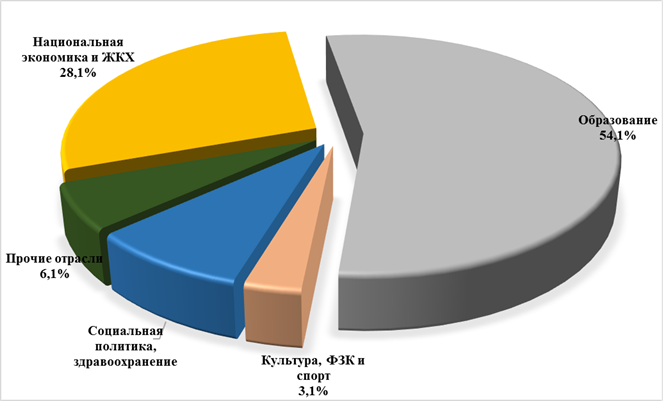 Национальная
экономика и ЖКХ
28,1%
Образование
54,1%
Прочие отрасли
6,1%
Социальная
политика,
здравоохранение
Культура, ФЗК и
спорт
3,1%